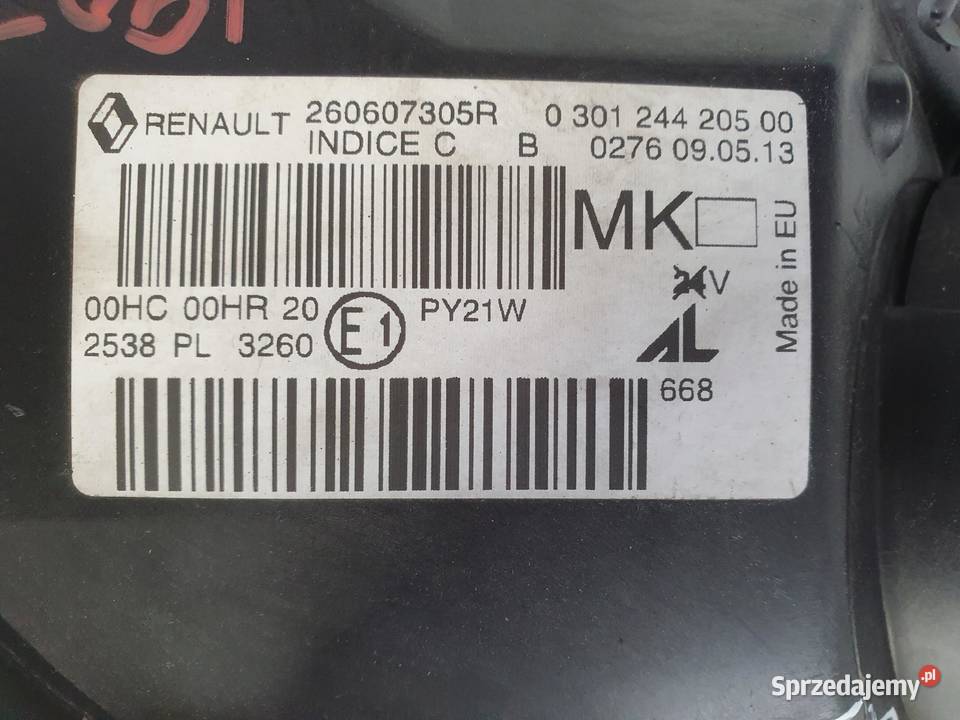 RENAULT 260607305R 0 301 244 205 00
INDICE C B 0276 09.05.13
MK
V
Made in EU
00HC 00HR 20 E1 PY21W
2538 PL 3260
AL
668
Sprzedajemy.pl